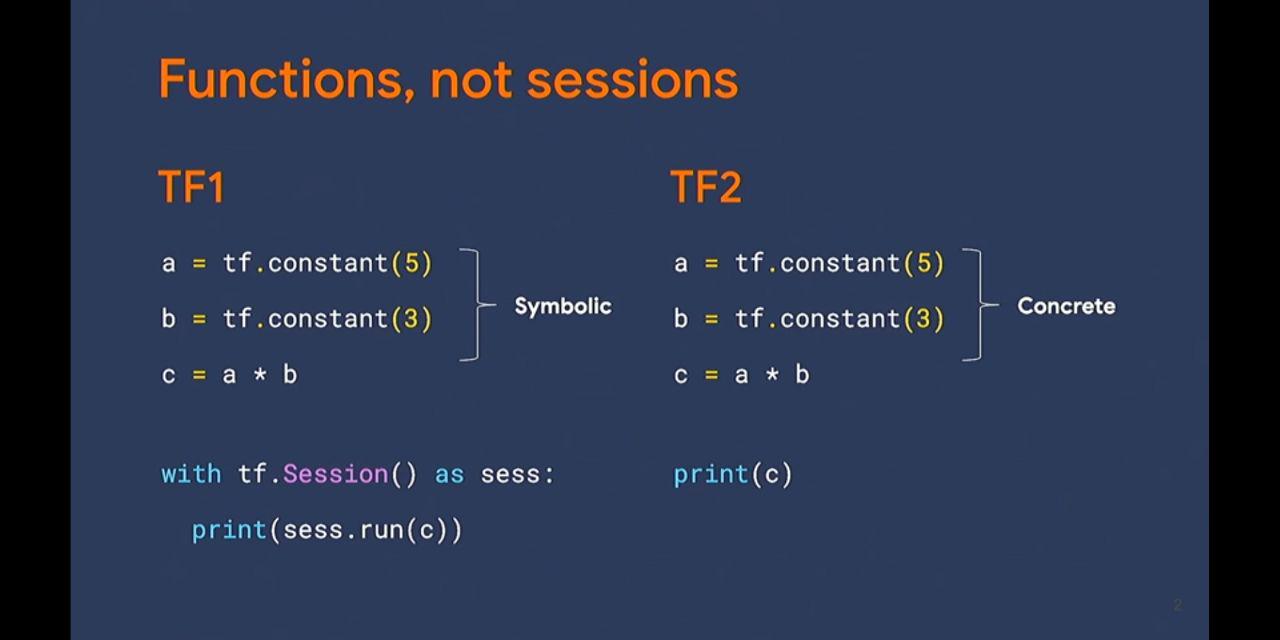 Functions, not sessions
TF1
a = tf.constant(5)
b = tf.constant(3)
Symbolic
c = a * b
with tf.Session() as sess:
  print(sess.run(c))
TF2
a = tf.constant(5)
b = tf.constant(3)
Concrete
c = a * b
print(c)
2